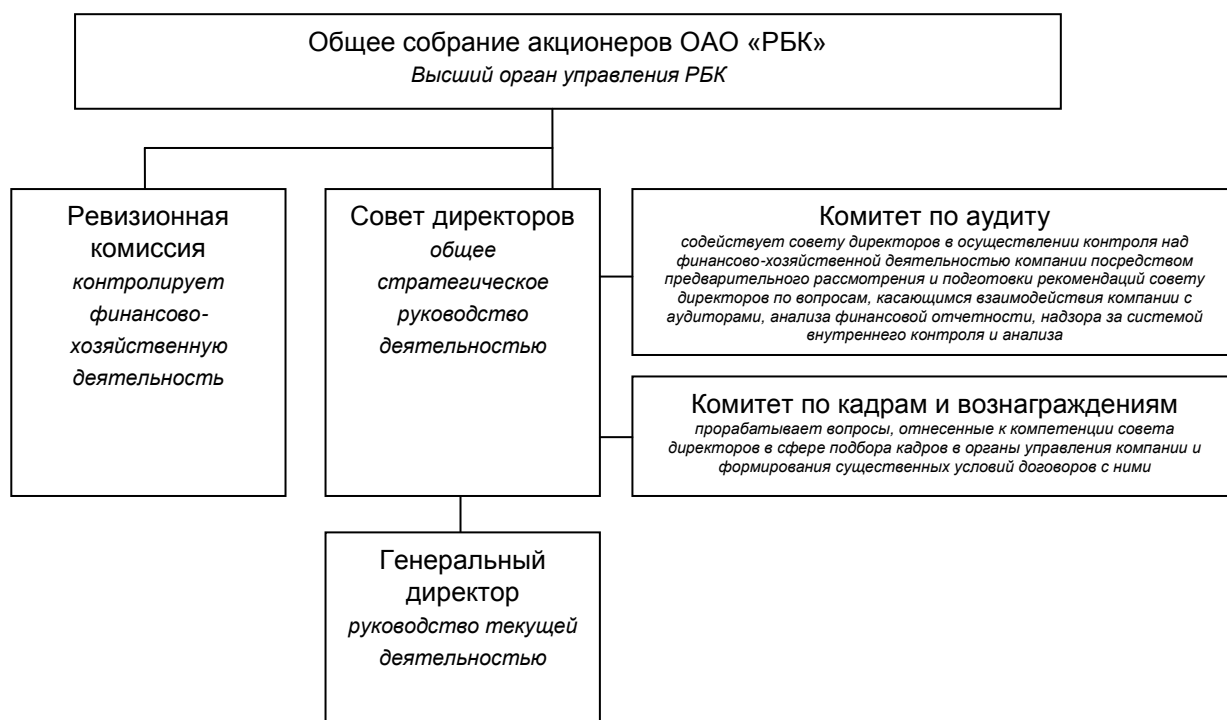 Общее собрание акционеров ОАО «РБК»
Высший орган управления РБК
Ревизионная
комиссия
контролирует
финансово-
хозяйственную
деятельность
Совет директоров
общее
стратегическое
руководство
деятельностью
Комитет по аудиту
содействует совету директоров в осуществлении контроля над
финансово-хозяйственной деятельностью компании посредством
предварительного рассмотрения и подготовки рекомендаций совету
директоров по вопросам, касающимся взаимодействия компании с
аудиторами, анализа финансовой отчетности, надзора за системой
внутреннего контроля и анализа
Комитет по кадрам и вознаграждениям
прорабатывает вопросы, отнесенные к компетенции совета
директоров в сфере подбора кадров в органы управления компании и
формирования существенных условий договоров с ними
Генеральный
директор
руководство текущей
деятельностью